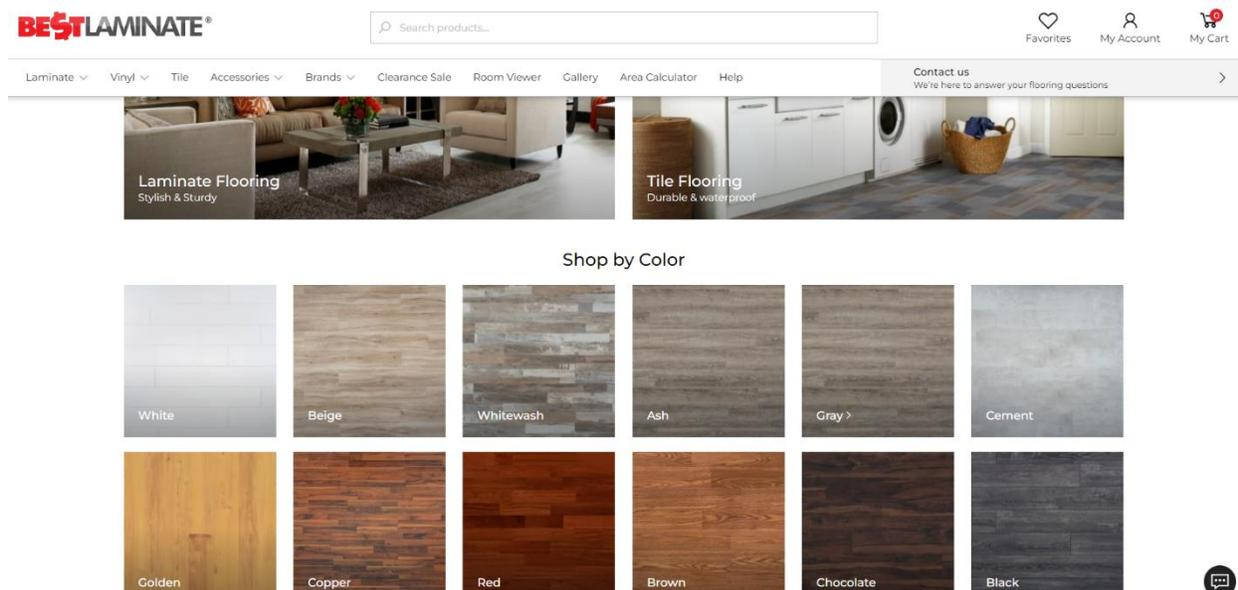 BE$TLAMINATE®
Search products...
Favorites
My Account
0
My Cart
Laminate
Vinyl
Tile
Accessories
Brands
Clearance Sale
Room Viewer
Gallery
Area Calculator
Help
Contact us
We're here to answer your flooring questions
Laminate Flooring
Stylish & Sturdy
Tile Flooring
Durable & waterproof
Shop by Color
White
Beige
Whitewash
Ash
Gray >
Cement
Golden
Copper
Red
Brown
Chocolate
Black